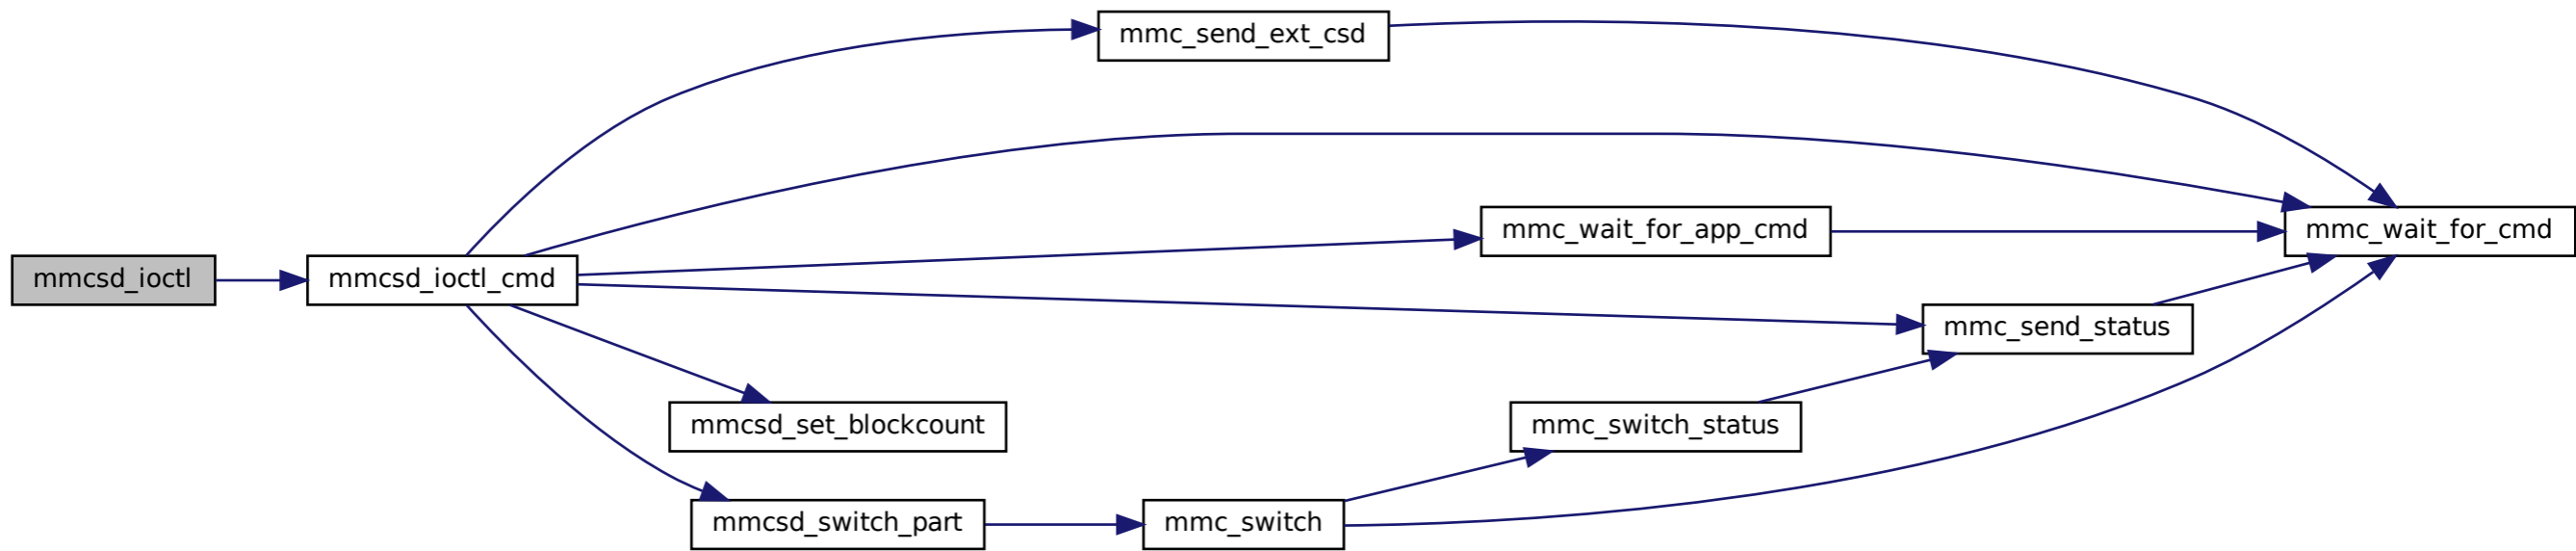 mmc_send_ext_csd
mmc_wait_for_app_cmd
mmc_wait_for_cmd
mmcsd_ioctl
mmcsd_ioctl_cmd
mmc_send_status
mmcsd_set_blockcount
mmc_switch_status
mmcsd_switch_part
mmc_switch